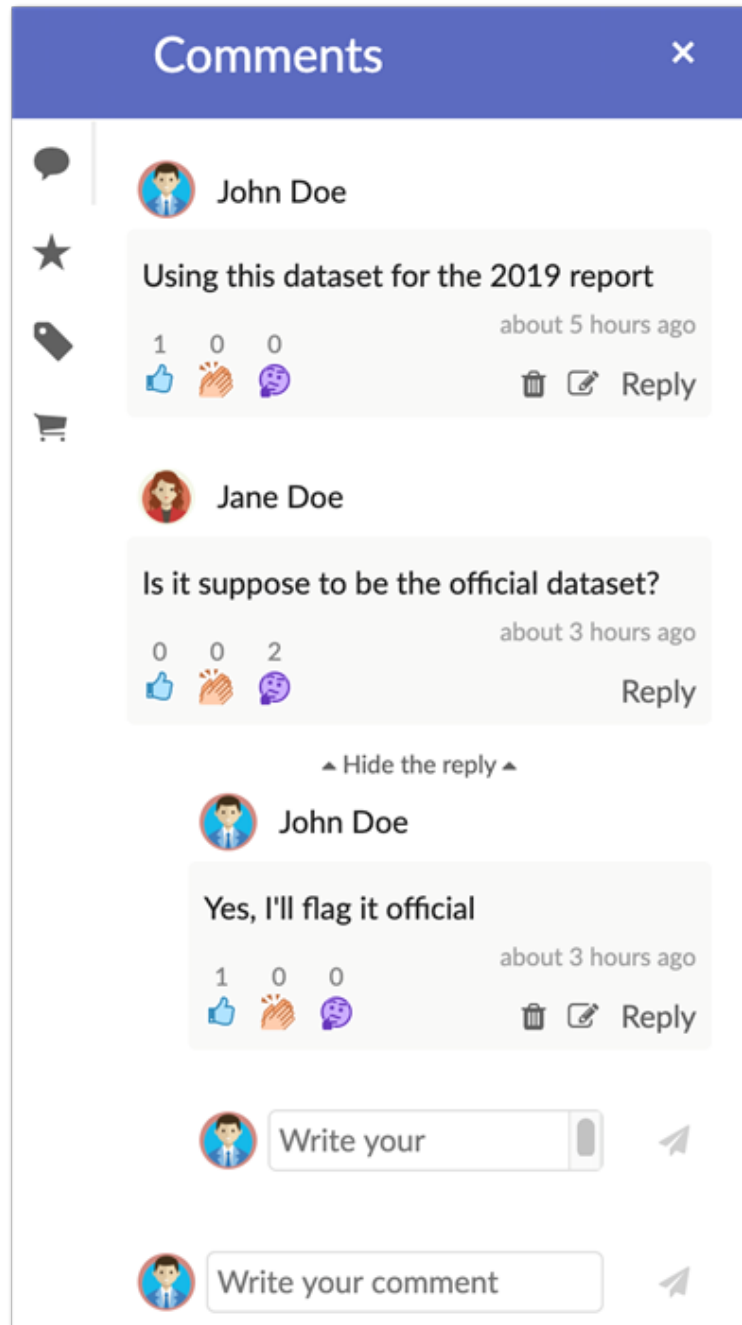 Comments ×
John Doe
Using this dataset for the 2019 report
about 5 hours ago
1 0 0
Reply
Jane Doe
Is it suppose to be the official dataset?
about 3 hours ago
0 0 2
Reply
Hide the reply
John Doe
Yes, I'll flag it official
about 3 hours ago
1 0 0
Reply
Write your
Write your comment